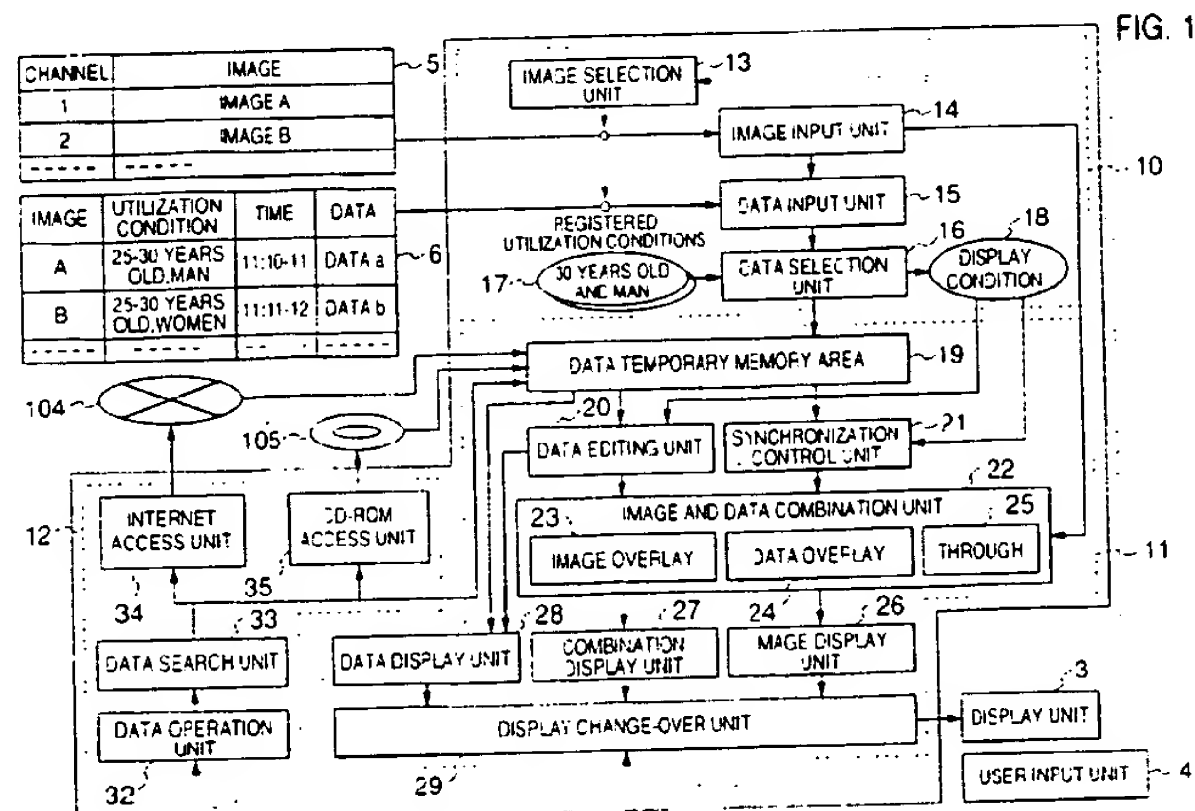 FIG. 1
CHANNEL IMAGE 5
1 IMAGE A
2 IMAGE B
IMAGE UTILIZATION CONDITION TIME DATA
A 25-30 YEARS OLD,MAN 11:10-11 DATA a 6
B 25-30 YEARS OLD,WOMEN 11:11-12 DATA b
IMAGE SELECTION
UNIT
13
IMAGE INPUT UNIT
14
10
DATA INPUT UNIT
15
REGISTERED
UTILIZATION CONDITIONS
17
30 YEARS OLD
AND MAN
16
DATA SELECTION
UNIT
18
DISPLAY
CONDITION
DATA TEMPORARY MEMORY AREA
19
104
105
20
DATA EDITING UNIT
21
SYNCHRONIZATION
CONTROL UNIT
22
IMAGE AND DATA COMBINATION UNIT
23
IMAGE OVERLAY
DATA OVERLAY
24
25
THROUGH
11
12
INTERNET
ACCESS UNIT
34
CD-ROM
ACCESS UNIT
35
33
DATA SEARCH UNIT
DATA OPERATION
UNIT
32
28
DATA DISPLAY UNIT
27
COMBINATION
DISPLAY UNIT
26
IMAGE DISPLAY
UNIT
DISPLAY CHANGE-OVER UNIT
29
3
DISPLAY UNIT
USER INPUT UNIT
4